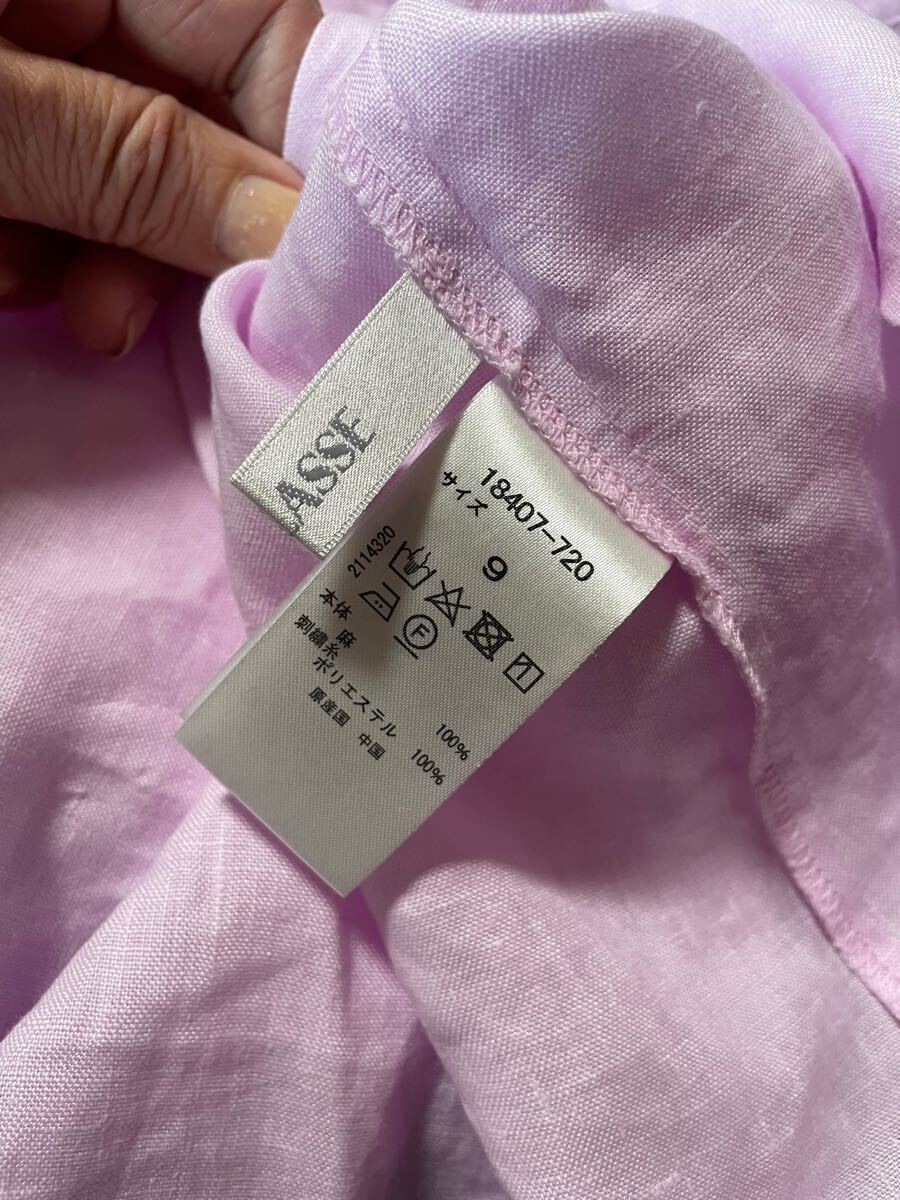 ASSE
18407-720
サイズ
9
2114320
F
本体 麻 100%
刺繍糸
ポリエステル 100%
原産国 中国